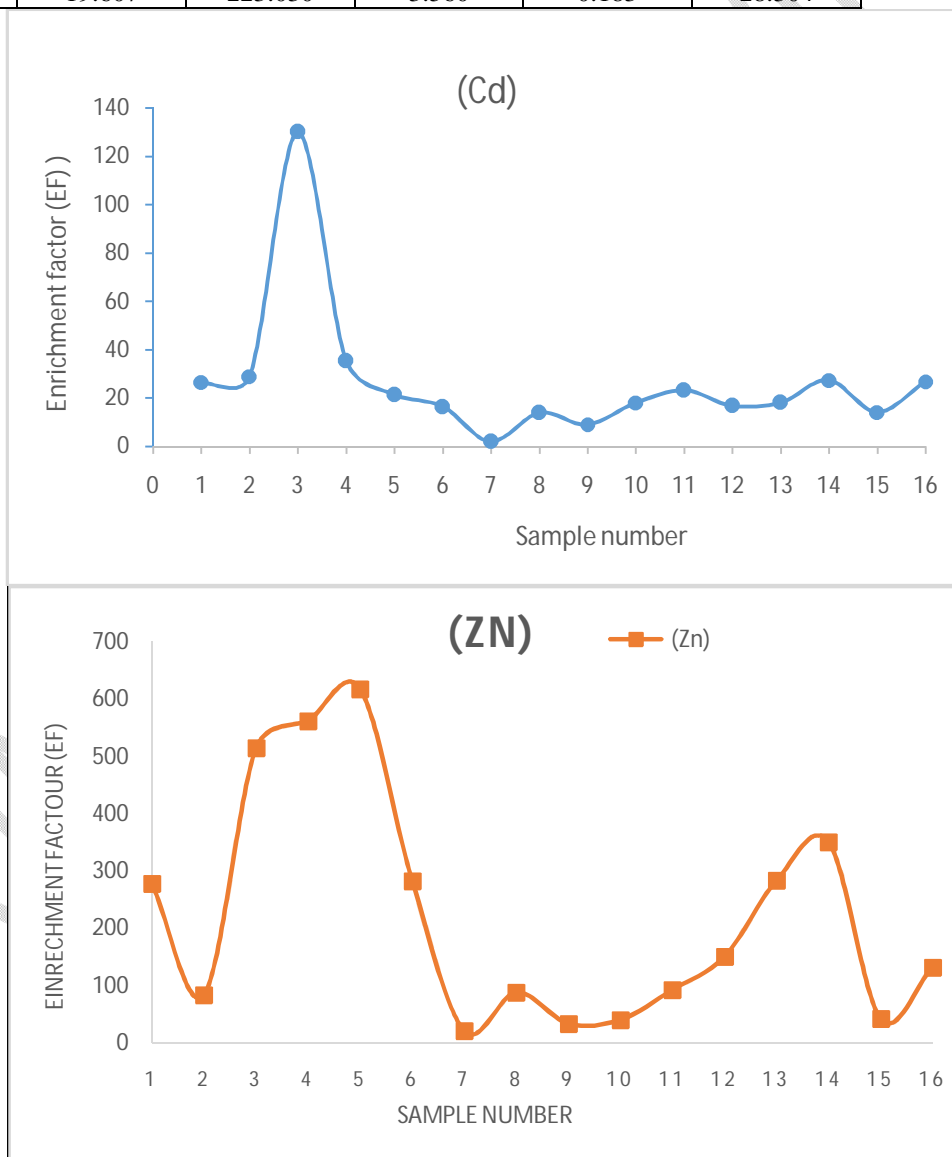 (Cd)
Enrichment factor (EF) )
140
120
100
80
60
40
20
0
0 1 2 3 4 5 6 7 8 9 10 11 12 13 14 15 16
Sample number
(ZN)
(Zn)
EINRECHMENTFACTOUR (EF)
700
600
500
400
300
200
100
0
1 2 3 4 5 6 7 8 9 10 11 12 13 14 15 16
SAMPLE NUMBER